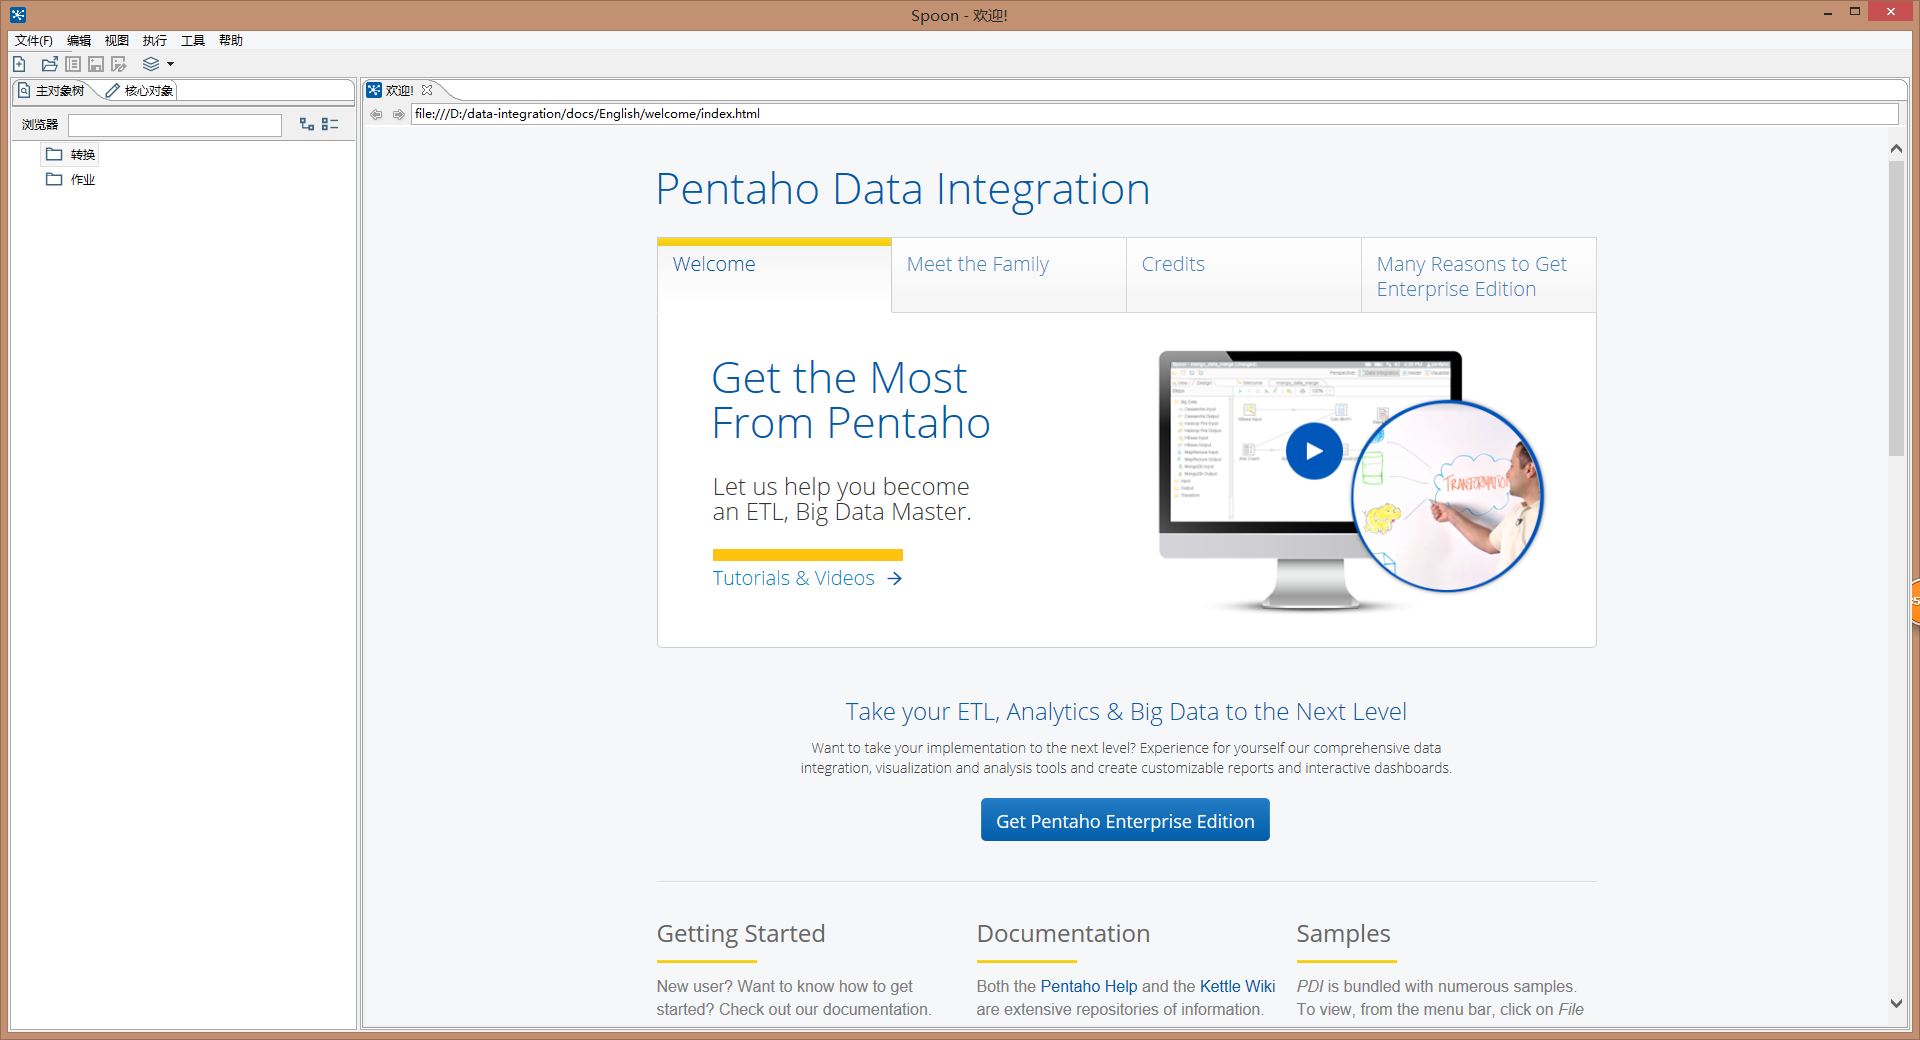 Spoon - 欢迎!
文件(F) 编辑 视图 执行 工具 帮助
主对象树 核心对象
浏览器
转换
作业
欢迎!
file:///D:/data-integration/docs/English/welcome/index.html
Pentaho Data Integration
Welcome
Meet the Family
Credits
Many Reasons to Get
Enterprise Edition
Get the Most
From Pentaho
Let us help you become
an ETL, Big Data Master.
Tutorials & Videos
TRANSFORMATION
Take your ETL, Analytics & Big Data to the Next Level
Want to take your implementation to the next level? Experience for yourself our comprehensive data
integration, visualization and analysis tools and create customizable reports and interactive dashboards.
Get Pentaho Enterprise Edition
Getting Started
New user? Want to know how to get
started? Check out our documentation.
Documentation
Both the Pentaho Help and the Kettle Wiki
are extensive repositories of information.
Samples
PDI is bundled with numerous samples.
To view, from the menu bar, click on File